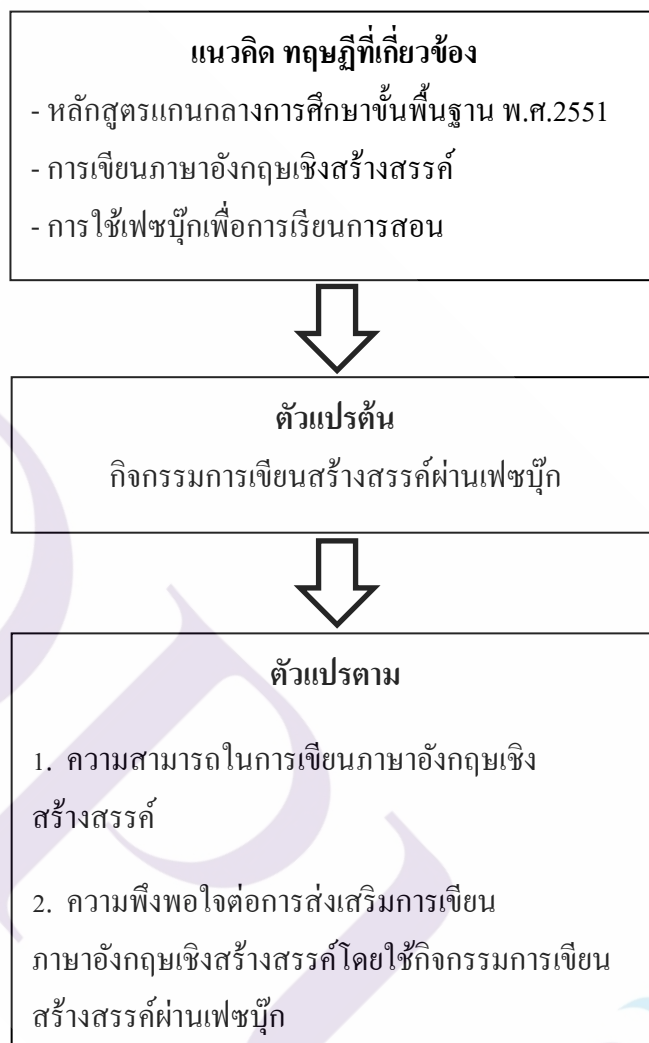 แนวคิด ทฤษฏีที่เกี่ยวข้อง
- หลักสูตรแกนกลางการศึกษาขั้นพื้นฐาน พ.ศ.2551
- การเขียนภาษาอังกฤษเชิงสร้างสรรค์
- การใช้เฟซบุ๊กเพื่อการเรียนการสอน
ตัวแปรต้น
กิจกรรมการเขียนสร้างสรรค์ผ่านเฟซบุ๊ก
ตัวแปรตาม
1. ความสามารถในการเขียนภาษาอังกฤษเชิง
สร้างสรรค์
2. ความพึงพอใจต่อการส่งเสริมการเขียน
ภาษาอังกฤษเชิงสร้างสรรค์โดยใช้กิจกรรมการเขียน
สร้างสรรค์ผ่านเฟซบุ๊ก